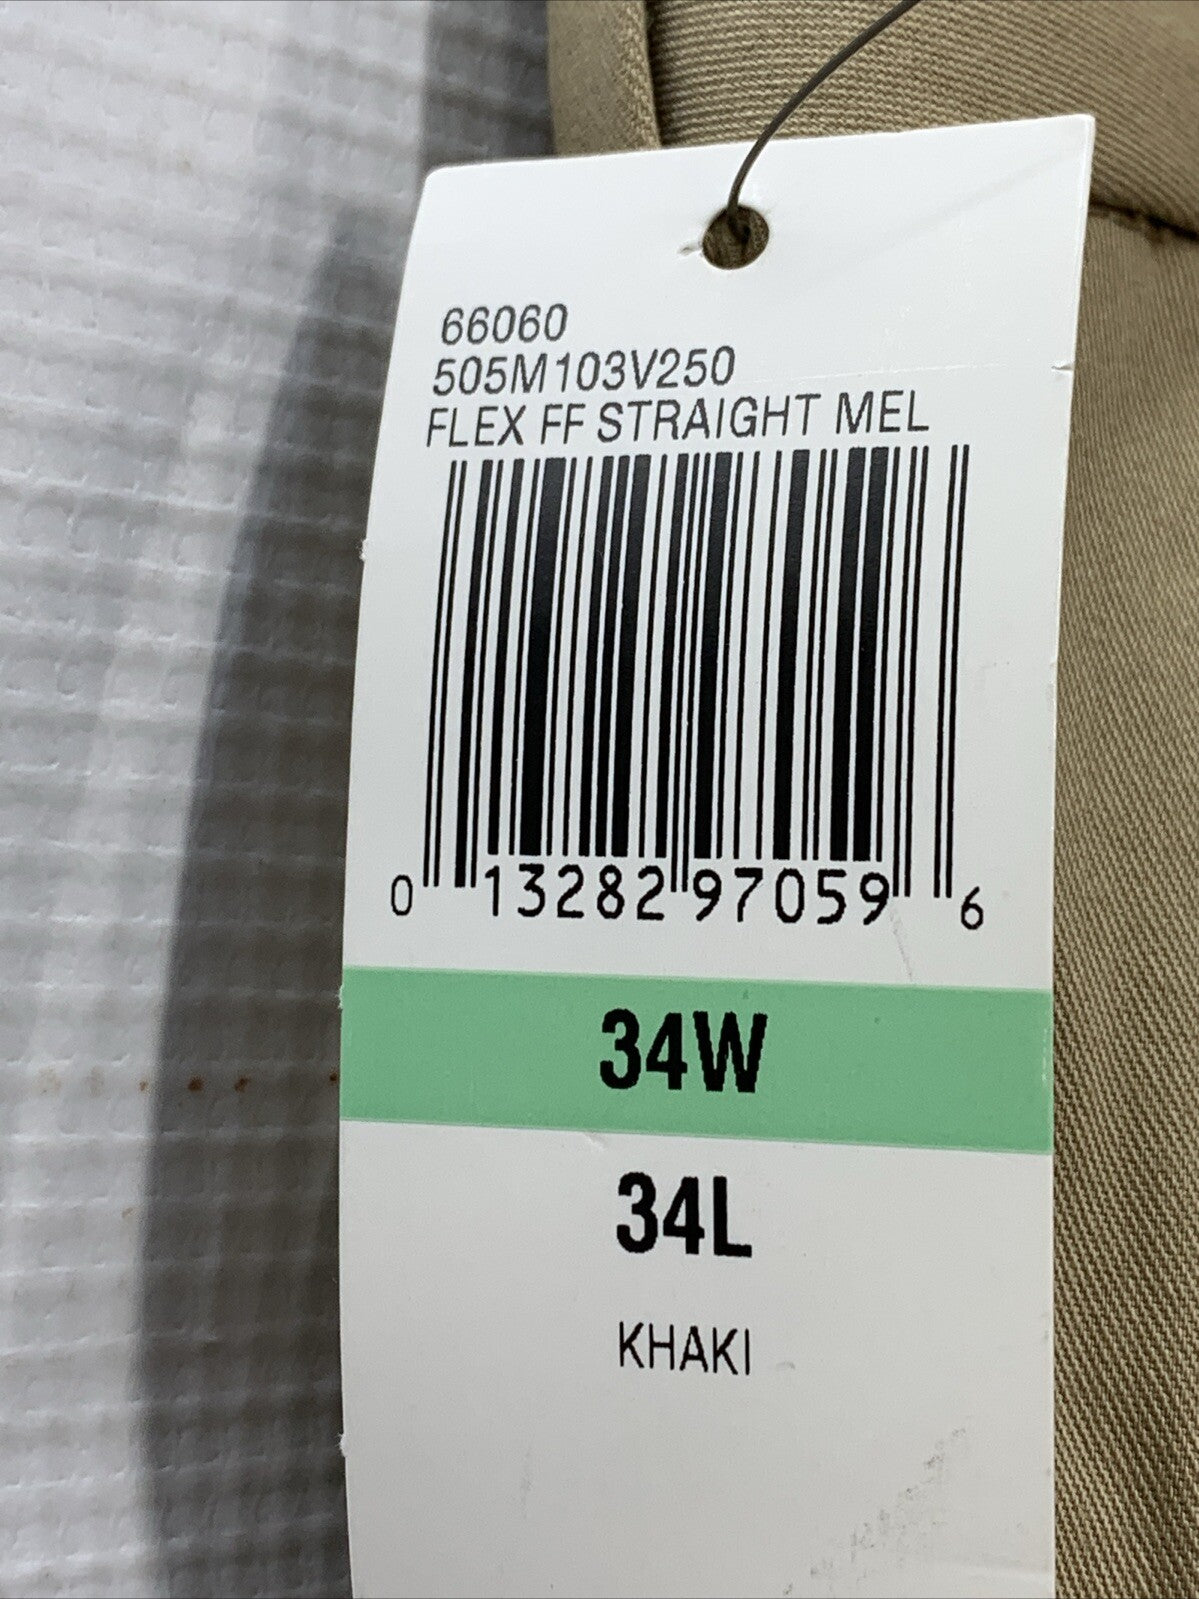 66060
505M103V250
FLEX FF STRAIGHT MEL
0 13282 97059 6
34W
34L
KHAKI